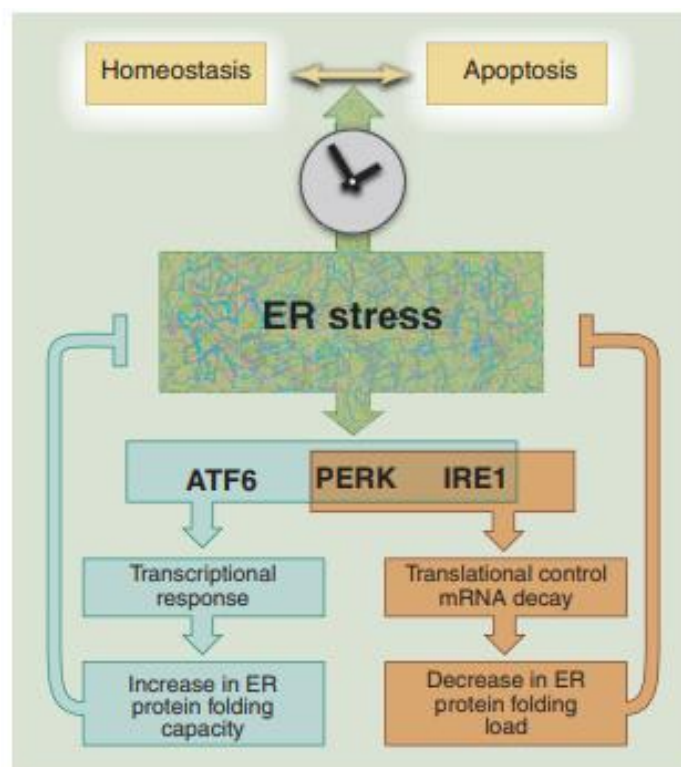 Homeostasis
Apoptosis
ER stress
ATF6
PERK
IRE1
Transcriptional
response
Translational control
mRNA decay
Increase in ER
protein folding
capacity
Decrease in ER
protein folding
load